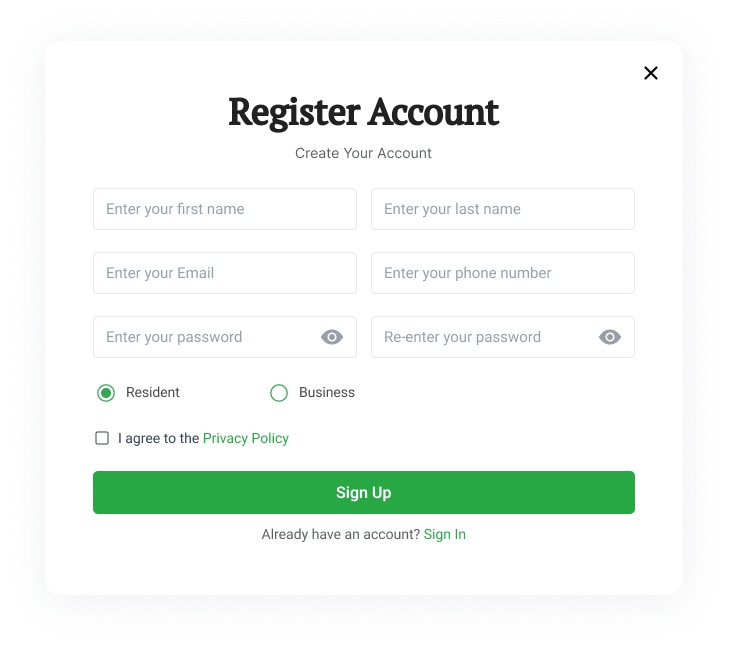 Register Account
Create Your Account
Enter your first name
Enter your last name
Enter your Email
Enter your phone number
Enter your password
Re-enter your password
Resident
Business
I agree to the Privacy Policy
Sign Up
Already have an account? Sign In